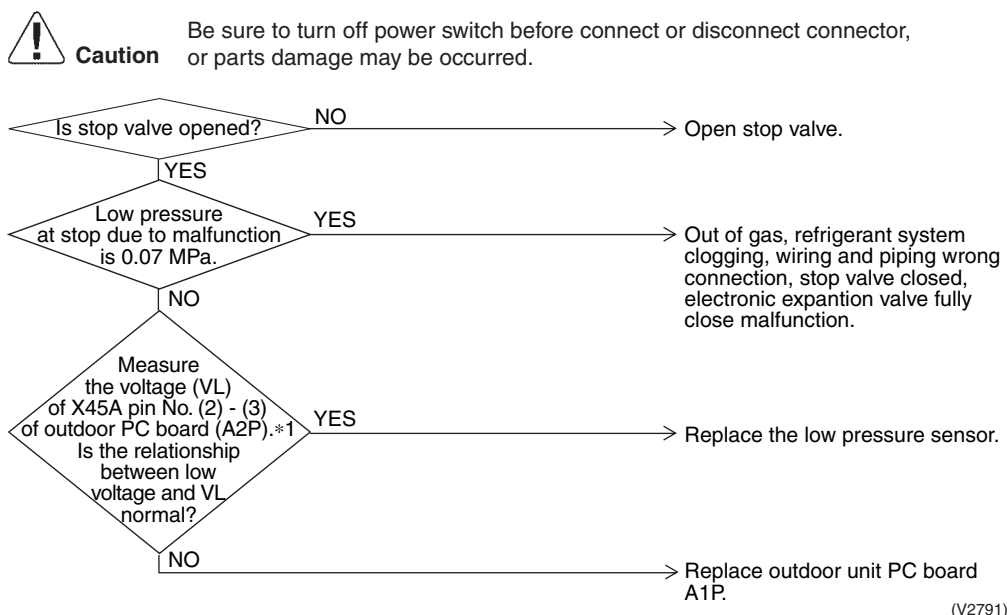 Caution
Be sure to turn off power switch before connect or disconnect connector,
or parts damage may be occurred.
Is stop valve opened?
NO
Open stop valve.
YES
Low pressure
at stop due to malfunction
is 0.07 MPa.
YES
Out of gas, refrigerant system
clogging, wiring and piping wrong
connection, stop valve closed,
electronic expantion valve fully
close malfunction.
NO
Measure
the voltage (VL)
of X45A pin No. (2) - (3)
of outdoor PC board (A2P).*1
Is the relationship
between low
voltage and VL
normal?
YES
Replace the low pressure sensor.
NO
Replace outdoor unit PC board
A1P.
(V2791)